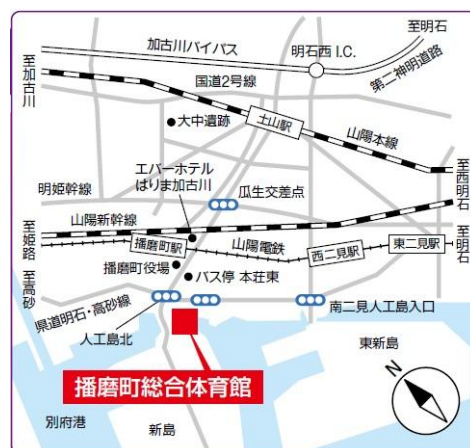 至明石
加古川バイパス
明石西 I.C.
第二神明道路
至加古川
国道2号線
大中遺跡
土山駅
山陽本線
エバーホテル
はりま加古川
瓜生交差点
明姫幹線
至西明石
山陽新幹線
至姫路
播磨町駅
山陽電鉄
西二見駅
東二見駅
至明石
播磨町役場
バス停 本荘東
至高砂
県道明石・高砂線
人工島北
南二見人工島入口
播磨町総合体育館
東新島
N
別府港
新島